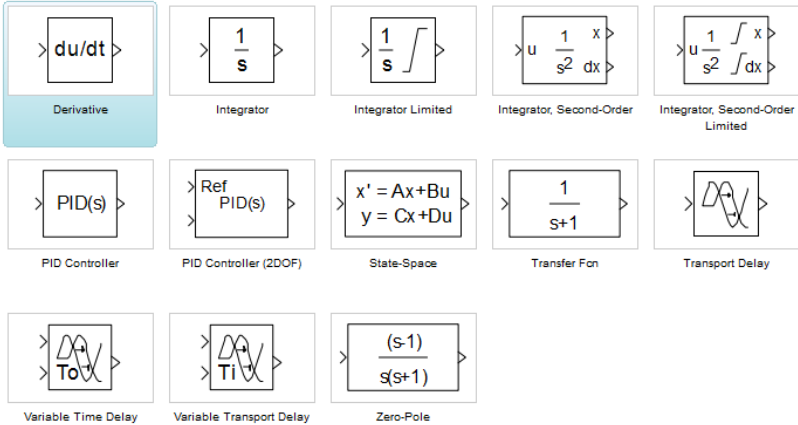 du/dt
Derivative
1
s
Integrator
1
s
Integrator Limited
u 1 x
s2 dx
Integrator, Second-Order
u 1 x
s2 dx
Integrator, Second-Order
Limited
PID(s)
PID Controller
Ref
PID(s)
PID Controller (2DOF)
x' = Ax+Bu
y = Cx+Du
State-Space
1
s+1
Transfer Fcn
Transport Delay
To
Variable Time Delay
Ti
Variable Transport Delay
(s-1)
s(s+1)
Zero-Pole